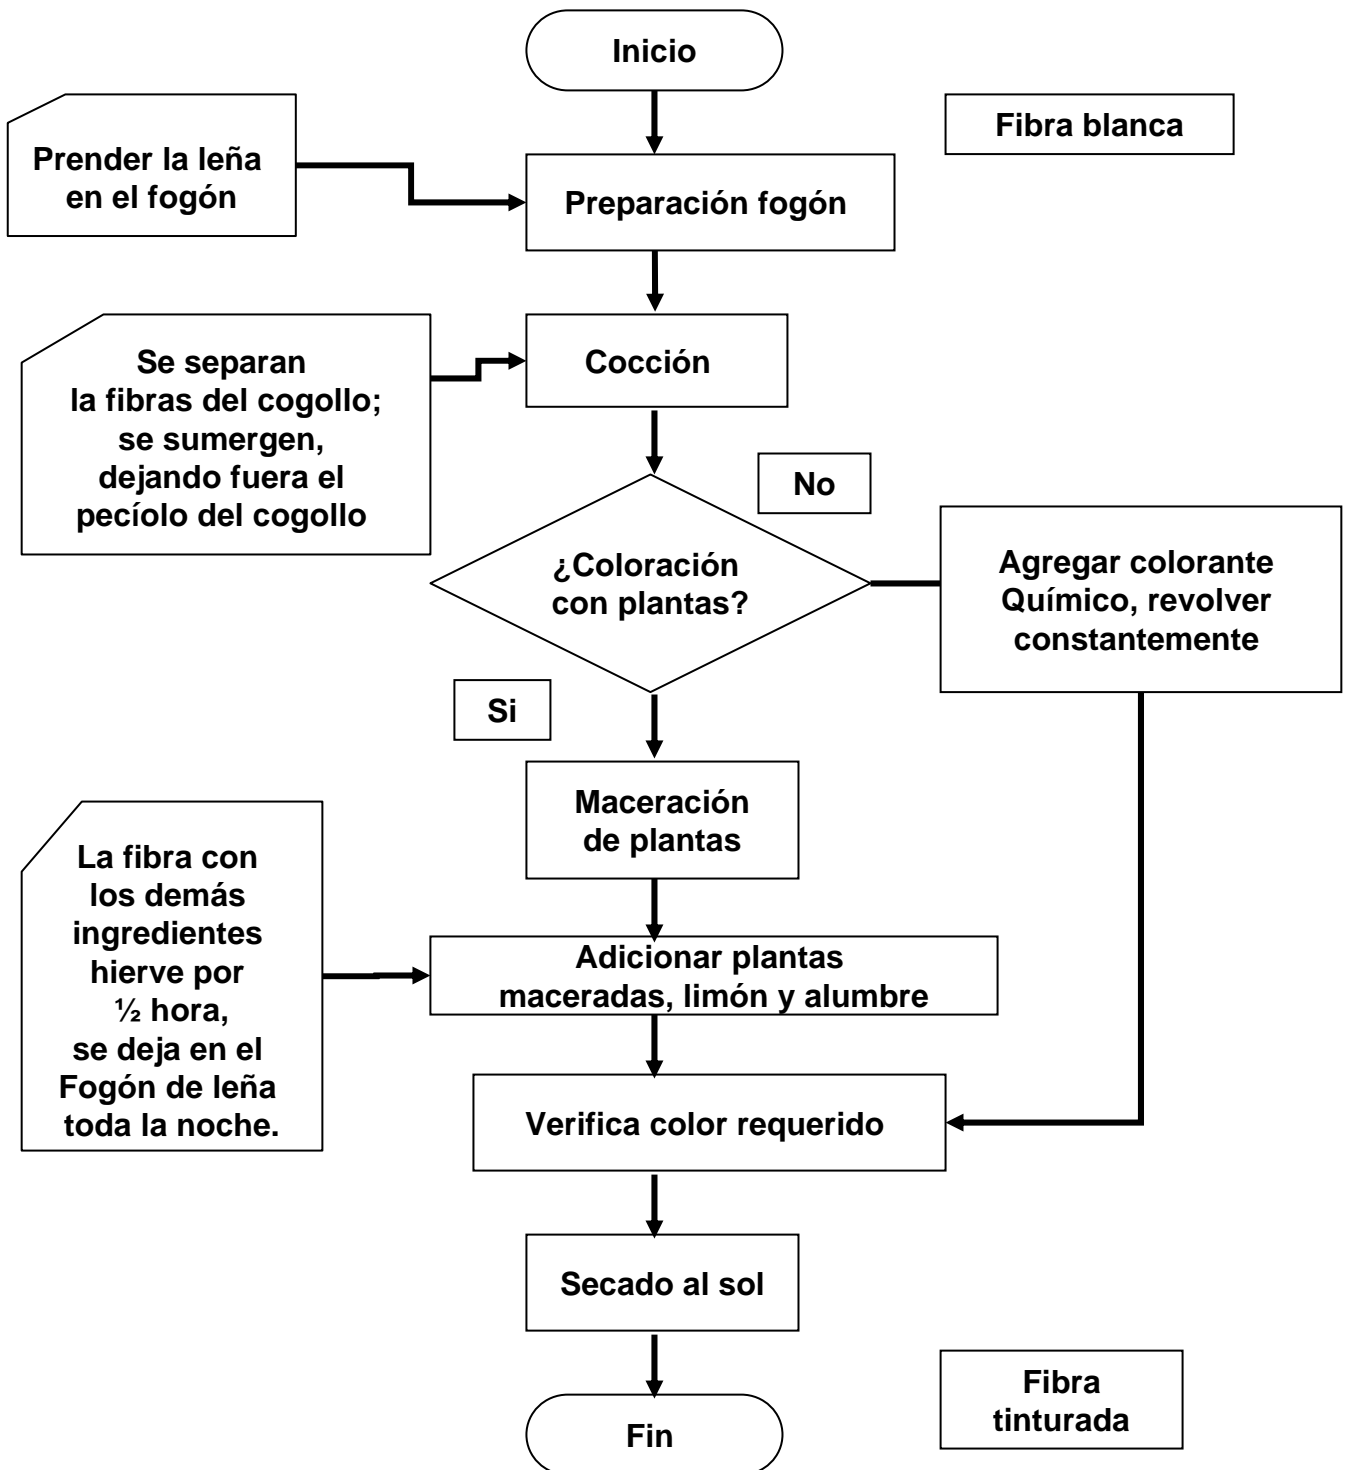 Inicio
Fibra blanca
Prender la leña
en el fogón
Preparación fogón
Se separan
la fibras del cogollo;
se sumergen,
dejando fuera el
pecíolo del cogollo
Cocción
No
¿Coloración
con plantas?
Agregar colorante
Químico, revolver
constantemente
Si
Maceración
de plantas
La fibra con
los demás
ingredientes
hierve por
½ hora,
se deja en el
Fogón de leña
toda la noche.
Adicionar plantas
maceradas, limón y alumbre
Verifica color requerido
Secado al sol
Fibra
tinturada
Fin